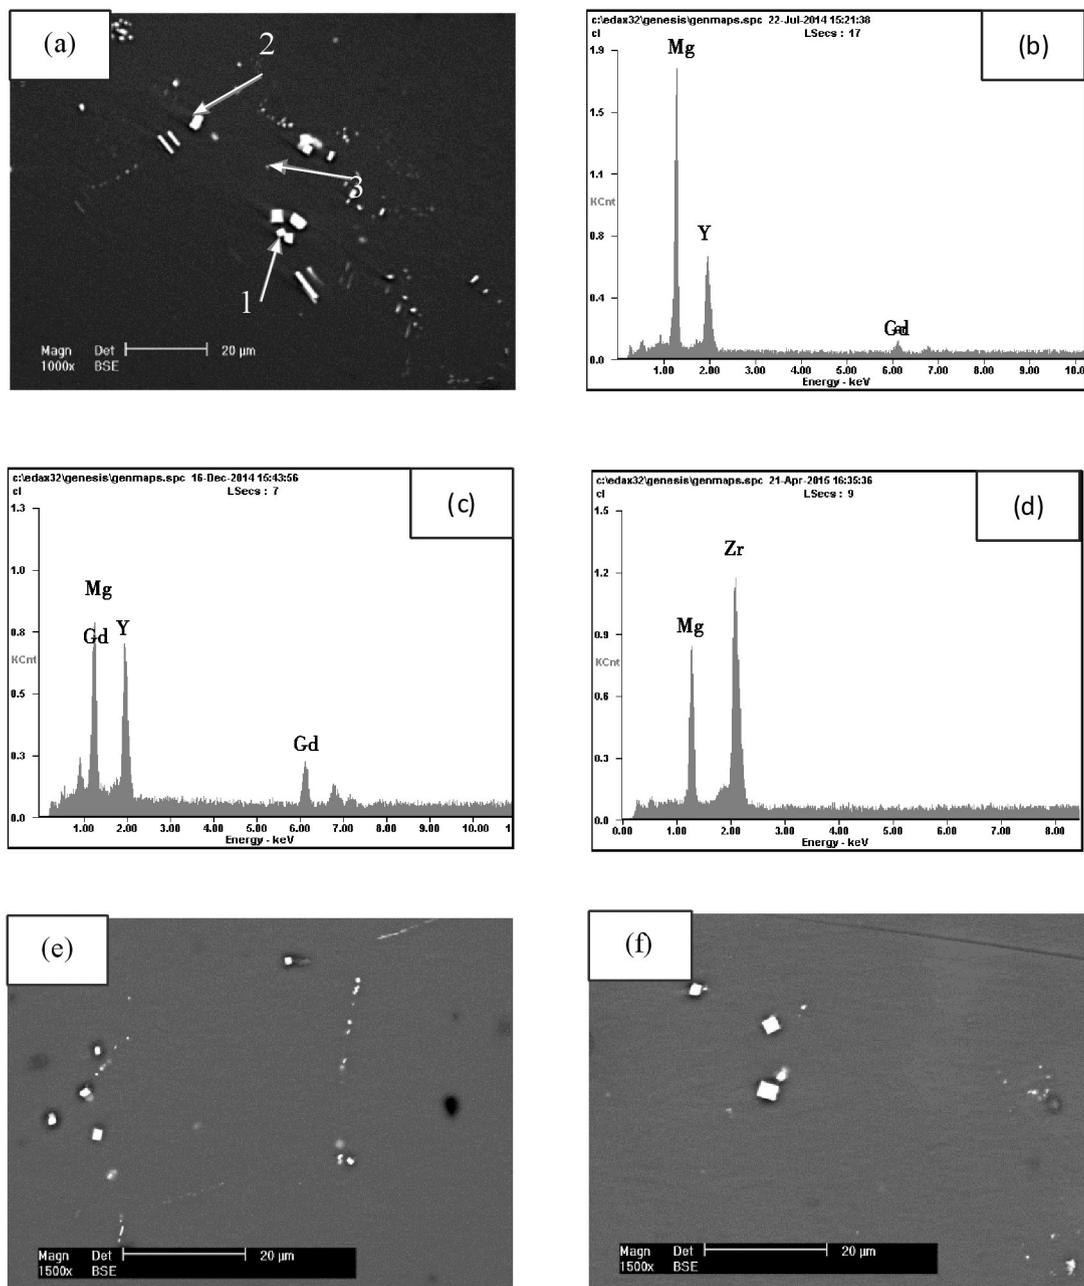 (a)
2
3
1
Magn Det 20 µm
1000x BSE
c:\edax32\genesis\genmaps.spc 22-Jul-2014 15:21:38
cl LSecs : 17
(b)
1.9
Mg
1.5
1.1
KCnt
Y
0.8
0.4
Gd
0.0
1.00 2.00 3.00 4.00 5.00 6.00 7.00 8.00 9.00 10.0
Energy - keV
c:\edax32\genesis\genmaps.spc 16-Dec-2014 15:43:56
cl LSecs : 7
(c)
1.3
1.0
Mg
0.8
Gd Y
KCnt
0.5
Gd
0.3
0.0
1.00 2.00 3.00 4.00 5.00 6.00 7.00 8.00 9.00 10.00
Energy - keV
c:\edax32\genesis\genmaps.spc 21-Apr-2015 16:35:36
cl LSecs : 9
(d)
1.5
Zr
1.2
0.9
Mg
KCnt
0.6
0.3
0.0
0.00 1.00 2.00 3.00 4.00 5.00 6.00 7.00 8.00
Energy - keV
(e)
Magn Det 20 µm
1500x BSE
(f)
Magn Det 20 µm
1500x BSE